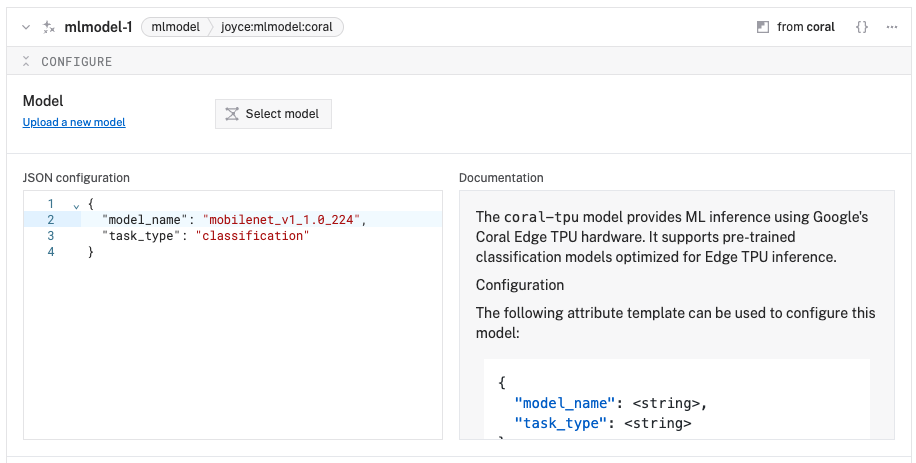 mlmodel-1 mlmodel joyce:mlmodel:coral from coral {} ...
CONFIGURE
Model
Upload a new model
Select model
JSON configuration
1 {
2 "model_name": "mobilenet_v1_1.0_224",
3 "task_type": "classification"
4 }
Documentation
The coral-tpu model provides ML inference using Google's
Coral Edge TPU hardware. It supports pre-trained
classification models optimized for Edge TPU inference.
Configuration
The following attribute template can be used to configure this
model:
{
"model_name": <string>,
"task_type": <string>